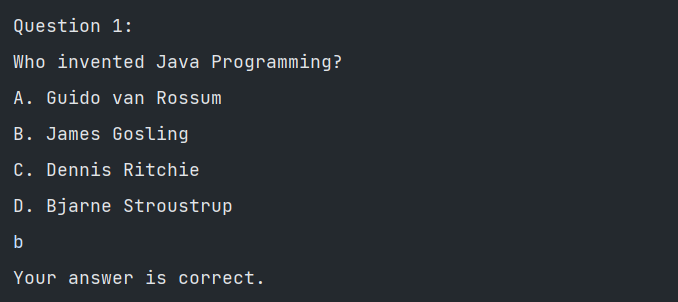 Question 1:
Who invented Java Programming?
A. Guido van Rossum
B. James Gosling
C. Dennis Ritchie
D. Bjarne Stroustrup
b
Your answer is correct.